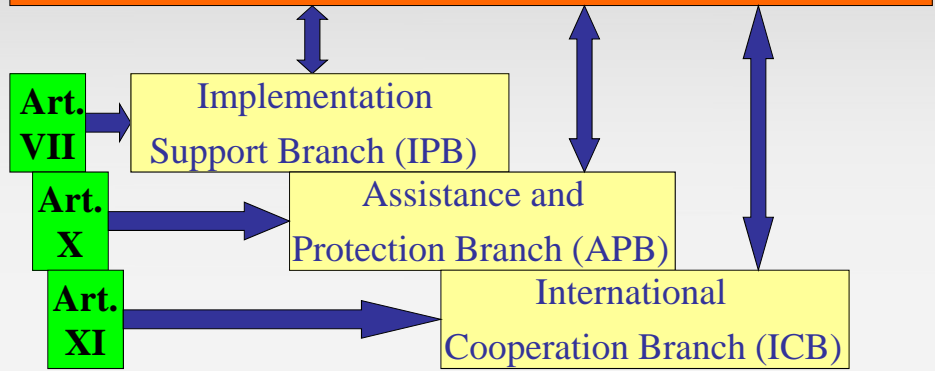 Art.
VII
Implementation
Support Branch (IPB)
Art.
X
Assistance and
Protection Branch (APB)
Art.
XI
International
Cooperation Branch (ICB)